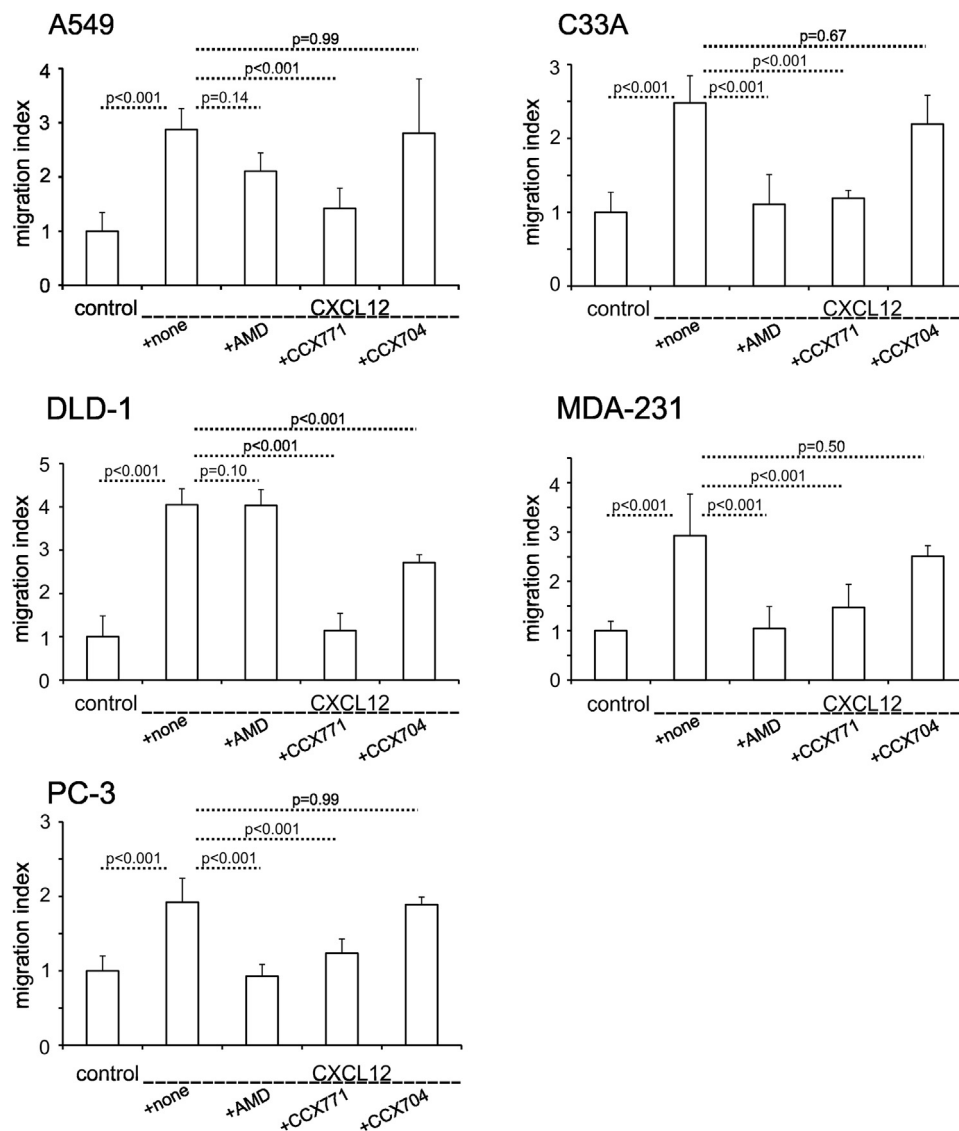 A549
p=0.99
p<0.001
p<0.001
p=0.14
migration index
4
3
2
1
0
control
CXCL12
+none
+AMD
+CCX771
+CCX704
C33A
p=0.67
p<0.001
p<0.001
p<0.001
migration index
3
2
1
0
control
CXCL12
+none
+AMD
+CCX771
+CCX704
DLD-1
p<0.001
p<0.001
p<0.001
p=0.10
migration index
5
4
3
2
1
0
control
CXCL12
+none
+AMD
+CCX771
+CCX704
MDA-231
p=0.50
p<0.001
p<0.001
p<0.001
migration index
4
3
2
1
0
control
CXCL12
+none
+AMD
+CCX771
+CCX704
PC-3
p=0.99
p<0.001
p<0.001
p<0.001
migration index
3
2
1
0
control
CXCL12
+none
+AMD
+CCX771
+CCX704